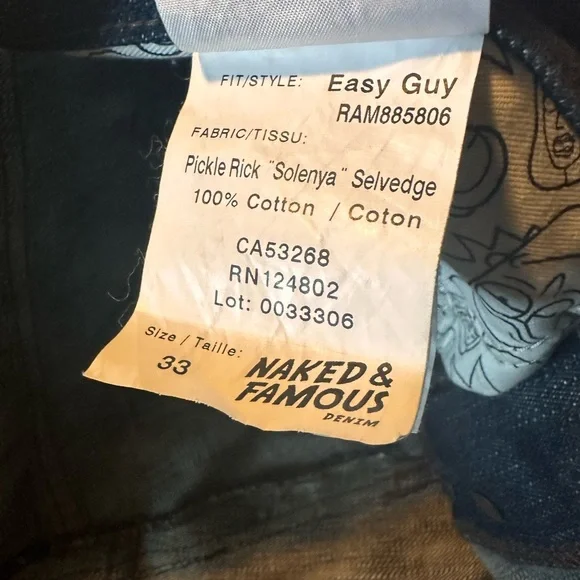 FIT/STYLE: Easy Guy
RAM885806
FABRIC/TISSU:
Pickle Rick "Solenya" Selvedge
100% Cotton / Coton
CA53268
RN124802
Lot: 0033306
Size / Taille:
33
NAKED &
FAMOUS
DENIM